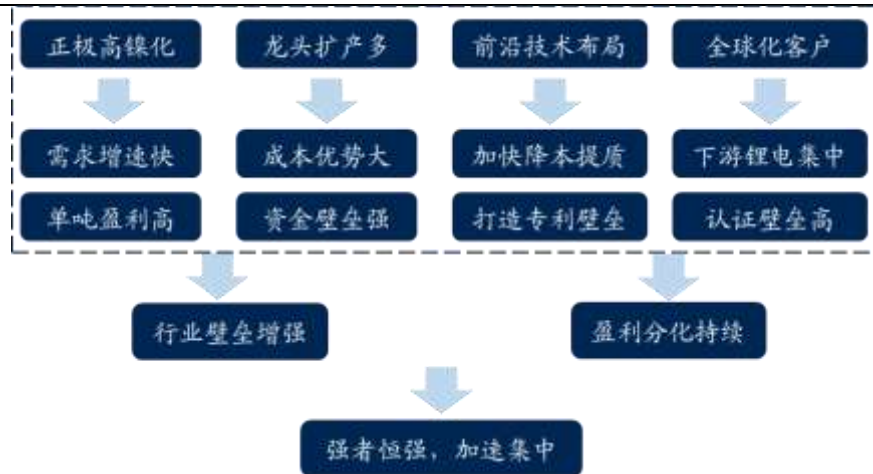 正极高镍化
龙头扩产多
前沿技术布局
全球化客户
需求增速快
成本优势大
加快降本提质
下游锂电集中
单吨盈利高
资金壁垒强
打造专利壁垒
认证壁垒高
行业壁垒增强
盈利分化持续
强者恒强，加速集中